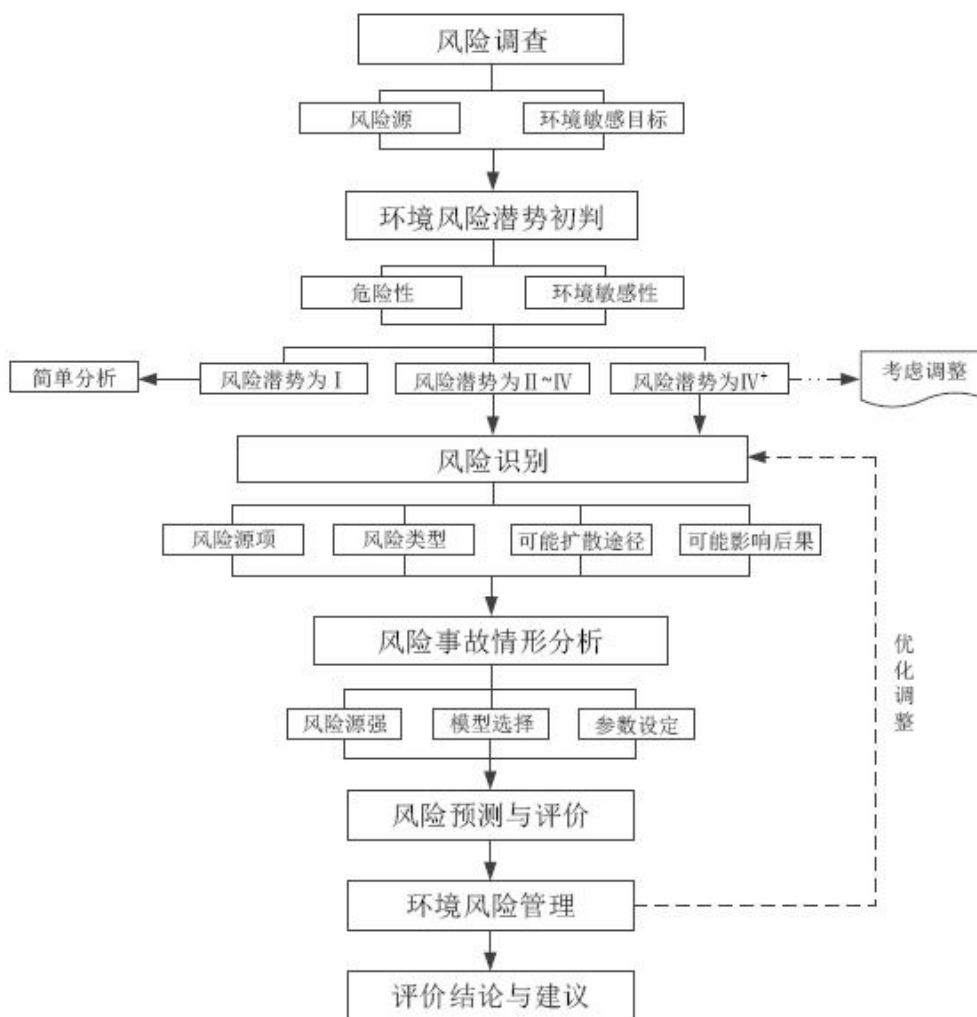 风险调查
风险源
环境敏感目标
环境风险潜势初判
危险性
环境敏感性
简单分析
风险潜势为Ⅰ
风险潜势为Ⅱ~Ⅳ
风险潜势为Ⅳ⁺
考虑调整
风险识别
风险源项
风险类型
可能扩散途径
可能影响后果
风险事故情形分析
优化调整
风险源强
模型选择
参数设定
风险预测与评价
环境风险管理
评价结论与建议